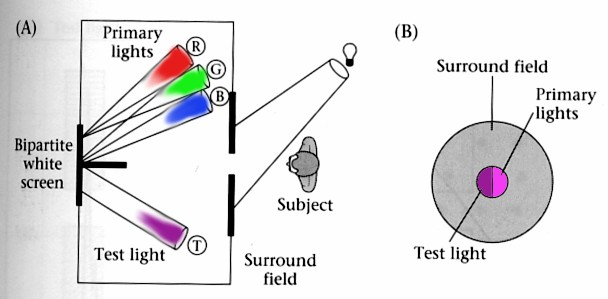 (A)
Primary
lights
R
G
B
Bipartite
white
screen
Test light
T
Subject
Surround
field
(B)
Surround field
Primary
lights
Test light